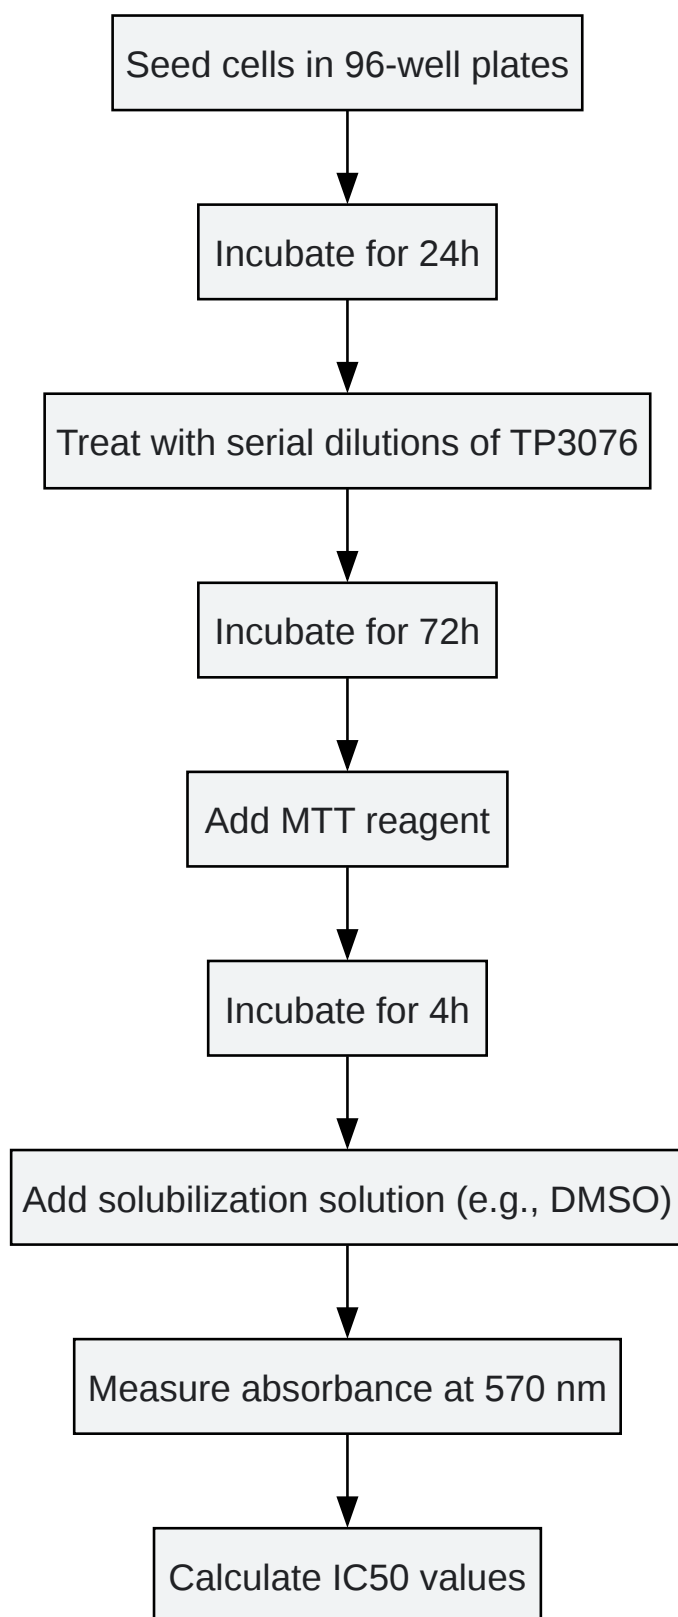 Seed cells in 96-well plates
Incubate for 24h
Treat with serial dilutions of TP3076
Incubate for 72h
Add MTT reagent
Incubate for 4h
Add solubilization solution (e.g., DMSO)
Measure absorbance at 570 nm
Calculate IC50 values